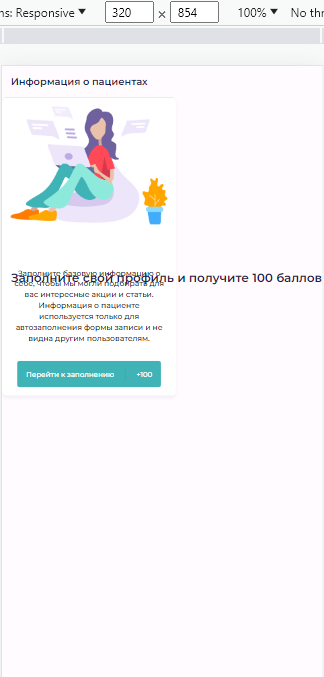 ns: Responsive ▼ 320 × 854 100% ▼ No thr
Информация о пациентах
Заполните свой профиль и получите 100 баллов
Заполните базовую информацию о
себе, чтобы мы могли подобрать для
вас интересные акции и статьи.
Информация о пациенте
используется только для
автозаполнения формы записи и не
видна другим пользователям.
Перейти к заполнению +100